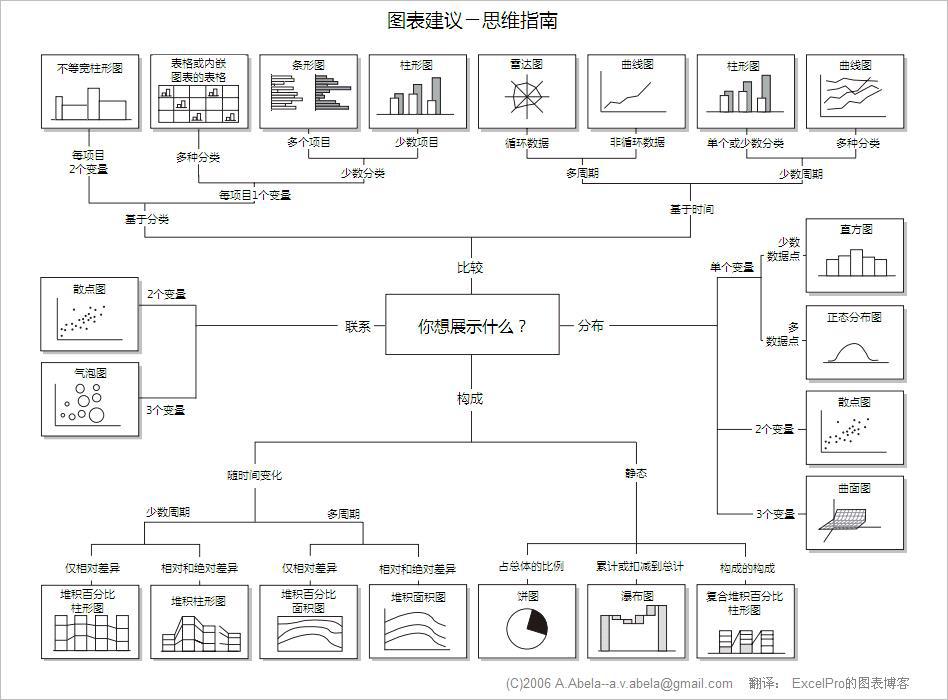 图表建议－思维指南
不等宽柱形图
表格或内嵌
图表的表格
条形图
柱形图
雷达图
曲线图
柱形图
曲线图
每项目
2个变量
多种分类
多个项目
少数项目
循环数据
非循环数据
单个或少数分类
多种分类
少数分类
多周期
少数周期
每项目1个变量
基于分类
基于时间
比较
散点图
2个变量
气泡图
3个变量
联系
你想展示什么？
分布
单个变量
少数
数据点
直方图
多
数据点
正态分布图
2个变量
散点图
3个变量
曲面图
构成
随时间变化
静态
少数周期
多周期
仅相对差异
相对和绝对差异
仅相对差异
相对和绝对差异
占总体的比例
累计或扣减到总计
构成的构成
堆积百分比
柱形图
堆积柱形图
堆积百分比
面积图
堆积面积图
饼图
瀑布图
复合堆积百分比
柱形图
(C)2006 A.Abela--a.v.abela@gmail.com 翻译： ExcelPro的图表博客